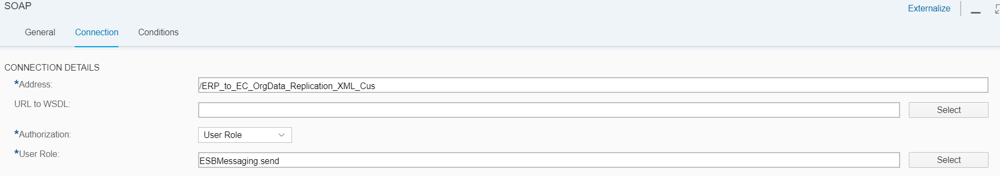 SOAP
Externalize
General Connection Conditions
CONNECTION DETAILS
*Address: /ERP_to_EC_OrgData_Replication_XML_Cus
URL to WSDL: Select
*Authorization: User Role
*User Role: ESBMessaging.send Select